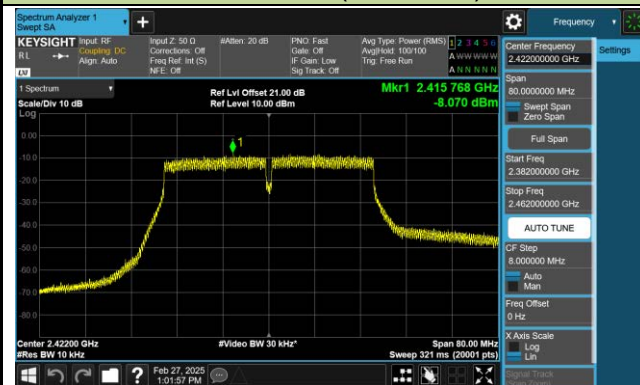 Spectrum Analyzer 1
Swept SA
Frequency
KEYSIGHT
Input: RF
Coupling: DC
Align: Auto
Input Z: 50 Ω
Corrections: Off
Freq Ref: Int (S)
NFE: Off
#Atten: 20 dB
PNO: Fast
Gate: Off
IF Gain: Low
Sig Track: Off
Avg Type: Power (RMS)
Avg|Hold: 100/100
Trig: Free Run
1 2 3 4 5 6
A W W W W W
A N N N N N
RL
LXI
1 Spectrum
Scale/Div 10 dB
Log
Ref Lvl Offset 21.00 dB
Ref Level 10.00 dBm
Mkr1 2.415 768 GHz
-8.070 dBm
1
0.00
-10.0
-20.0
-30.0
-40.0
-50.0
-60.0
-70.0
-80.0
Center 2.42200 GHz
#Res BW 10 kHz
#Video BW 30 kHz*
Span 80.00 MHz
Sweep 321 ms (20001 pts)
Feb 27, 2025
1:01:57 PM
Center Frequency
2.422000000 GHz
Settings
Span
80.0000000 MHz
Swept Span
Zero Span
Full Span
Start Freq
2.382000000 GHz
Stop Freq
2.462000000 GHz
AUTO TUNE
CF Step
8.000000 MHz
Auto
Man
Freq Offset
0 Hz
X Axis Scale
Log
Lin
Signal Track